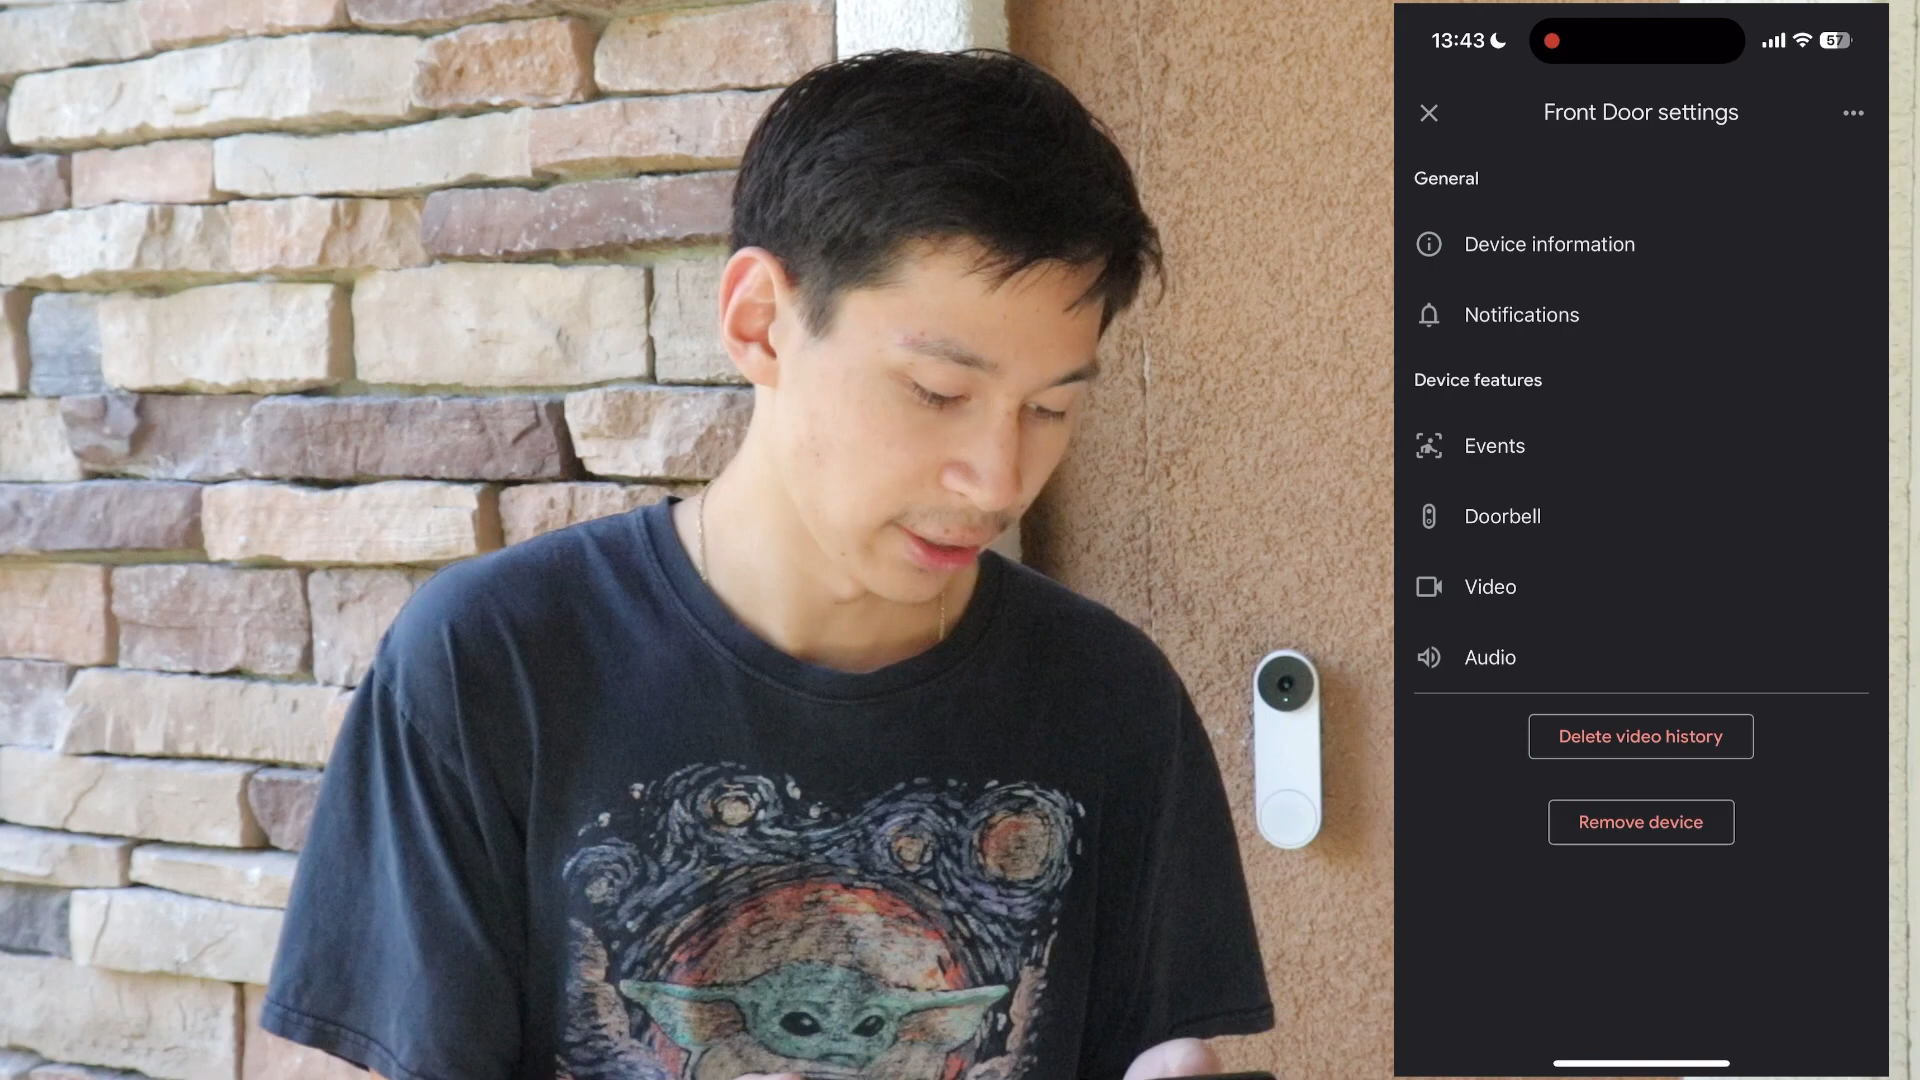 13:43
57
Front Door settings
General
Device information
Notifications
Device features
Events
Doorbell
Video
Audio
Delete video history
Remove device